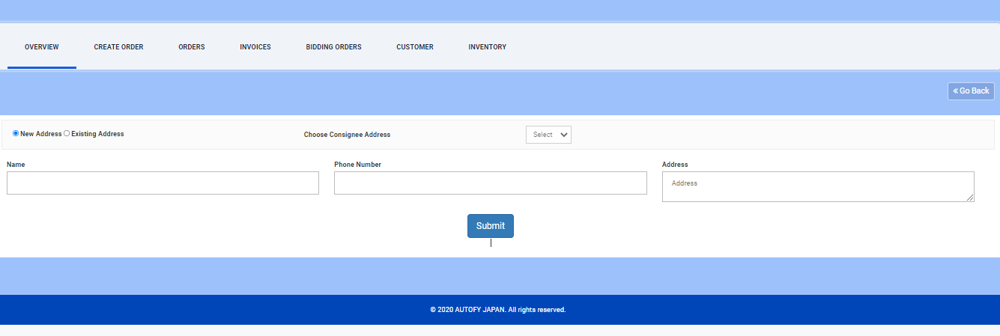 OVERVIEW CREATE ORDER ORDERS INVOICES BIDDING ORDERS CUSTOMER INVENTORY
« Go Back
New Address Existing Address Choose Consignee Address Select
Name Phone Number Address
Address
Submit
© 2020 AUTOFY JAPAN. All rights reserved.